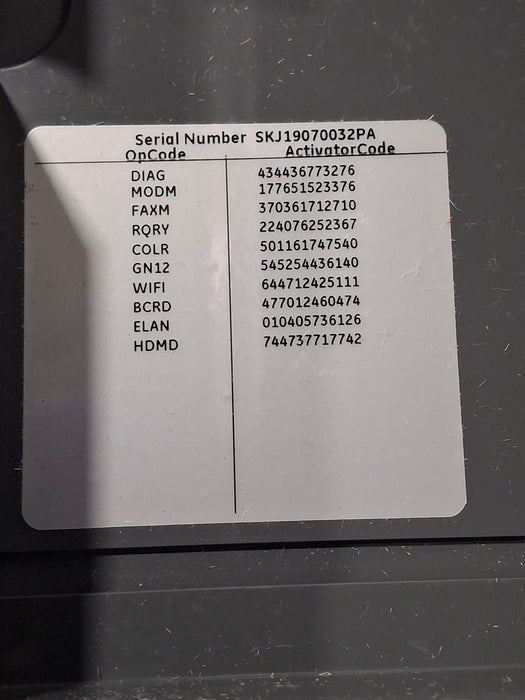 Serial Number SKJ19070032PA
OpCode ActivatorCode
DIAG 434436773276
MODM 177651523376
FAXM 370361712710
RQRY 224076252367
COLR 501161747540
GN12 545254436140
WIFI 644712425111
BCRD 477012460474
ELAN 010405736126
HDMD 744737717742